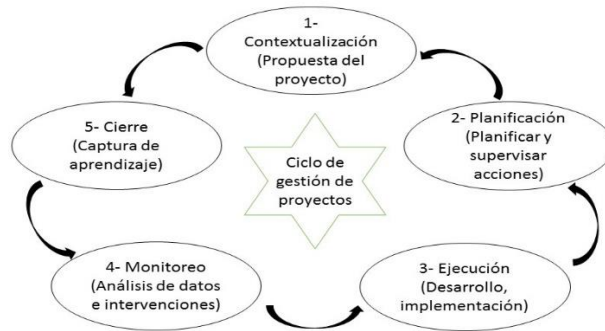 1-
Contextualización
(Propuesta del
proyecto)
2- Planificación
(Planificar y
supervisar
acciones)
3- Ejecución
(Desarrollo,
implementación)
4- Monitoreo
(Análisis de datos
e intervenciones)
5- Cierre
(Captura de
aprendizaje)
Ciclo de
gestión de
proyectos